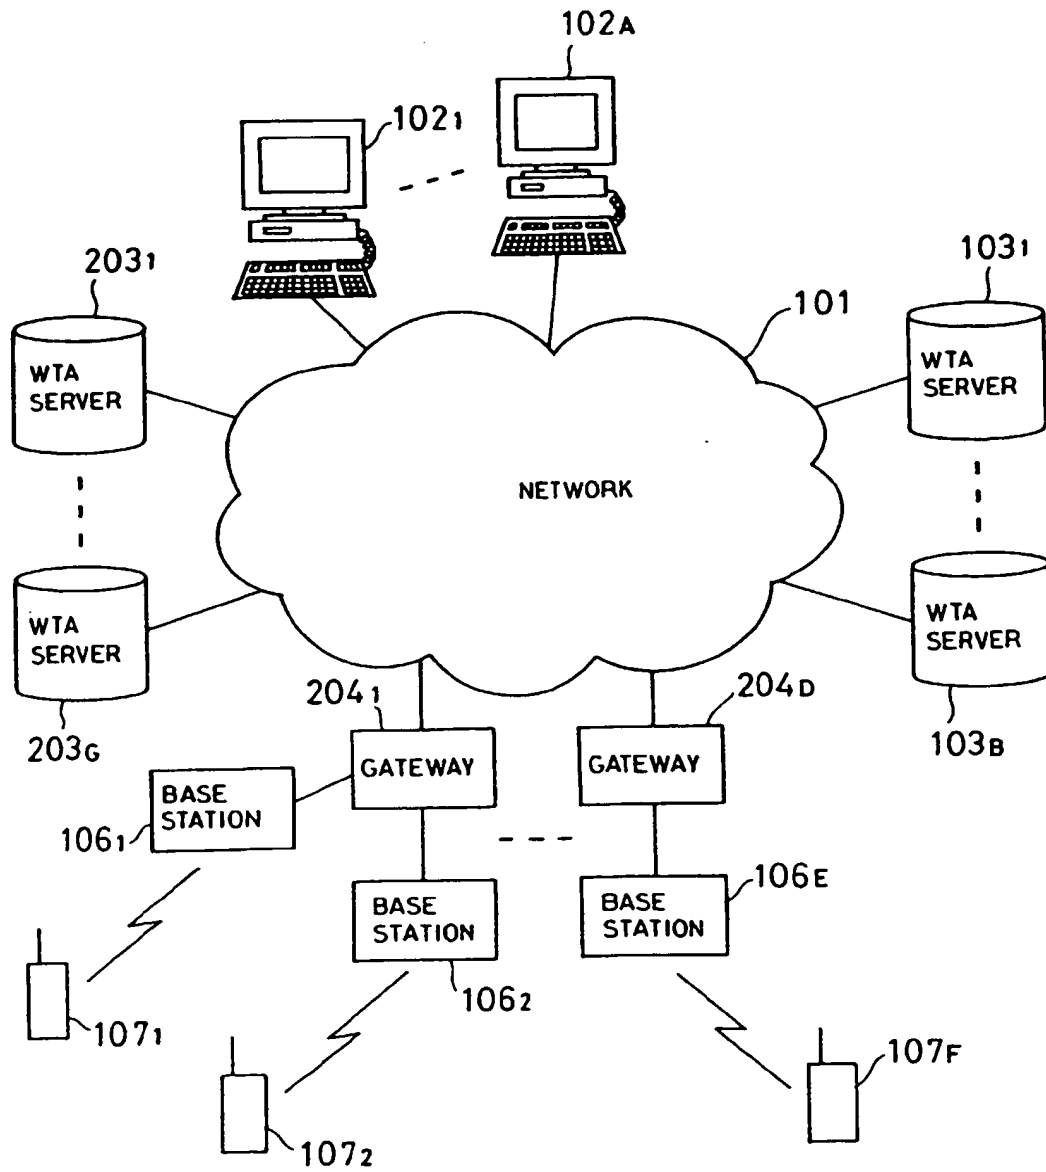 102A
1021
2031
1031
101
WTA
SERVER
WTA
SERVER
NETWORK
WTA
SERVER
WTA
SERVER
2041
204D
203G
103B
GATEWAY
GATEWAY
BASE
STATION
1061
106E
BASE
STATION
BASE
STATION
1062
1071
107F
1072